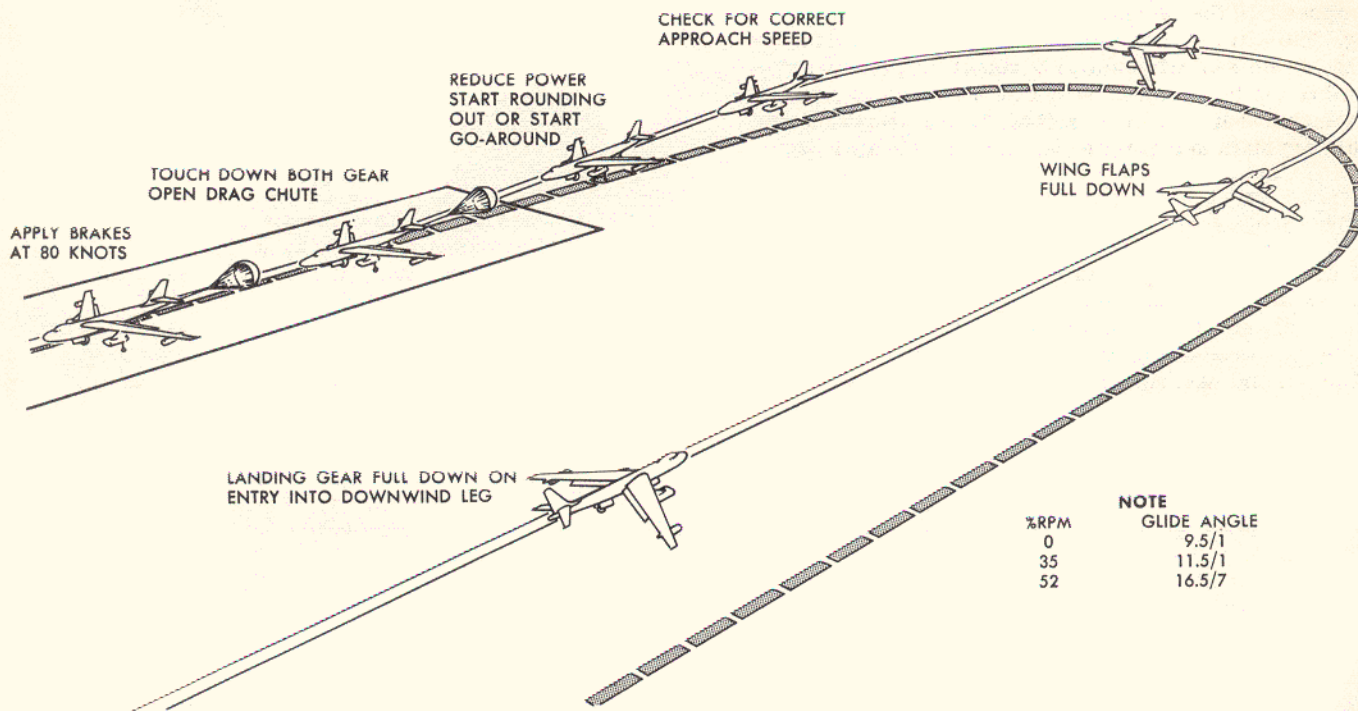 CHECK FOR CORRECT
APPROACH SPEED
REDUCE POWER
START ROUNDING
OUT OR START
GO-AROUND
TOUCH DOWN BOTH GEAR
OPEN DRAG CHUTE
APPLY BRAKES
AT 80 KNOTS
WING FLAPS
FULL DOWN
LANDING GEAR FULL DOWN ON
ENTRY INTO DOWNWIND LEG
NOTE
%RPM GLIDE ANGLE
0 9.5/1
35 11.5/1
52 16.5/7